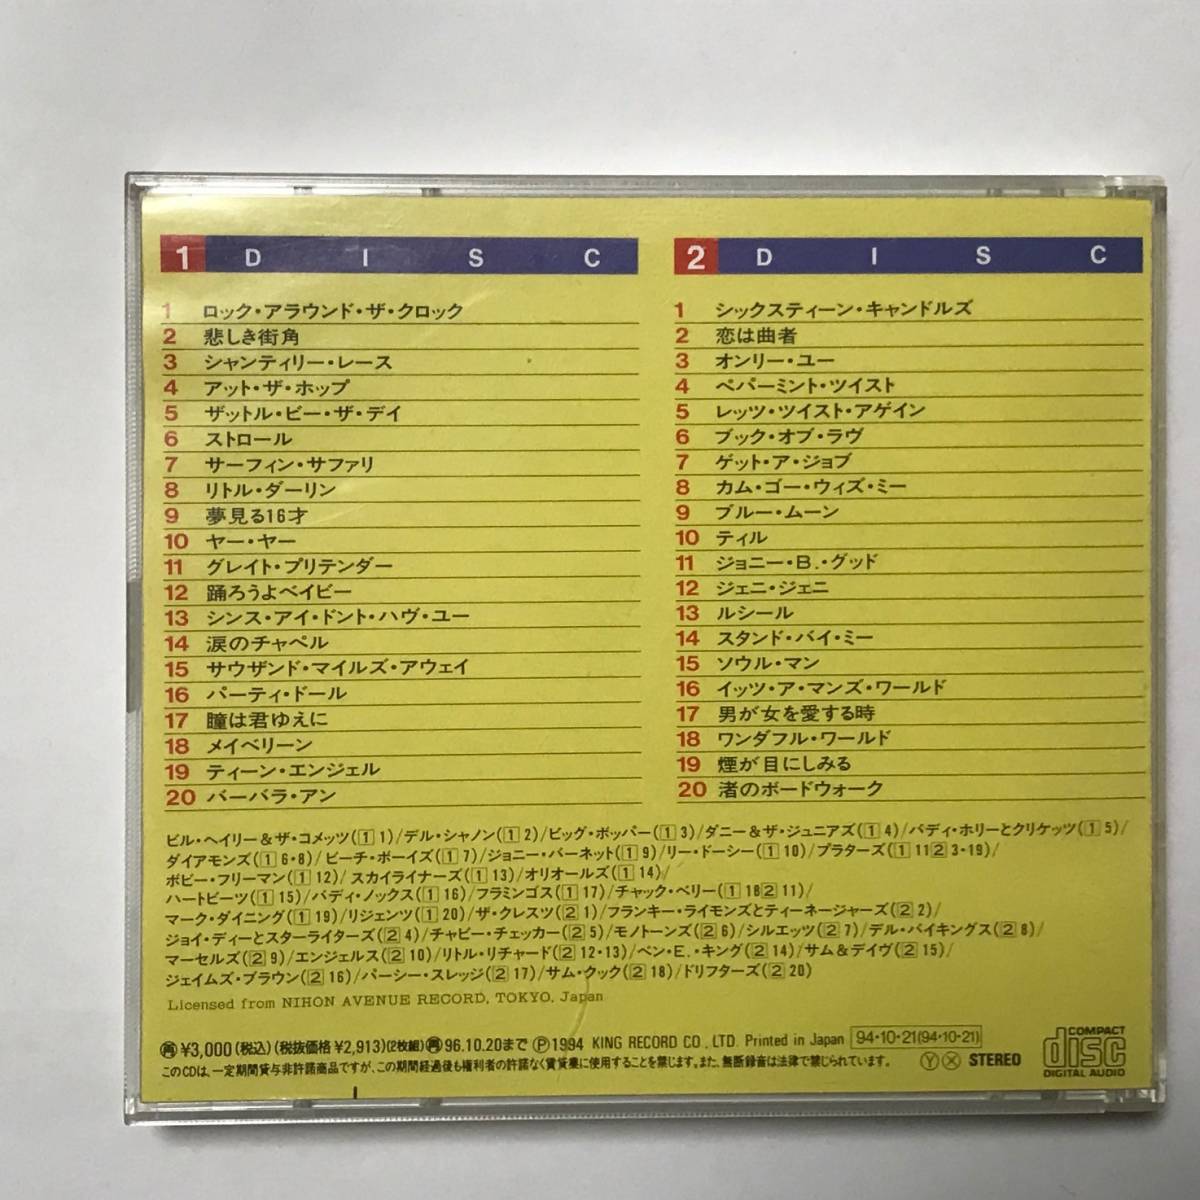 1 DISC
1 ロック・アラウンド・ザ・クロック
2 悲しき街角
3 シャンティリー・レース
4 アット・ザ・ホップ
5 ザットル・ビー・ザ・デイ
6 ストロール
7 サーフィン・サファリ
8 リトル・ダーリン
9 夢見る16才
10 ヤー・ヤー
11 グレイト・プリテンダー
12 踊ろうよベイビー
13 シンス・アイ・ドント・ハヴ・ユー
14 涙のチャペル
15 サウザンド・マイルズ・アウェイ
16 パーティ・ドール
17 瞳は君ゆえに
18 メイベリーン
19 ティーン・エンジェル
20 バーバラ・アン
2 DISC
1 シックスティーン・キャンドルズ
2 恋は曲者
3 オンリー・ユー
4 ペパーミント・ツイスト
5 レッツ・ツイスト・アゲイン
6 ブック・オブ・ラヴ
7 ゲット・ア・ジョブ
8 カム・ゴー・ウィズ・ミー
9 ブルー・ムーン
10 ティル
11 ジョニー・B.・グッド
12 ジェニ・ジェニ
13 ルシール
14 スタンド・バイ・ミー
15 ソウル・マン
16 イッツ・ア・マンズ・ワールド
17 男が女を愛する時
18 ワンダフル・ワールド
19 煙が目にしみる
20 渚のボードウォーク
ビル・ヘイリー&ザ・コメッツ(1 1)/デル・シャノン(1 2)/ビッグ・ボッパー(1 3)/ダニー&ザ・ジュニアズ(1 4)/バディ・ホリーとクリケッツ(1 5)/
ダイアモンズ(1 6・8)/ビーチ・ボーイズ(1 7)/ジョニー・バーネット(1 9)/リー・ドーシー(1 10)/プラターズ(1 11 2 3・19)/
ボビー・フリーマン(1 12)/スカイライナーズ(1 13)/オリオールズ(1 14)/
ハートビーツ(1 15)/バディ・ノックス(1 16)/フラミンゴス(1 17)/チャック・ベリー(1 18 2 11)/
マーク・ダイニング(1 19)/リジェンツ(1 20)/ザ・クレスツ(2 1)/フランキー・ライモンズとティーネージャーズ(2 2)/
ジョイ・ディーとスターライターズ(2 4)/チャビー・チェッカー(2 5)/モノトーンズ(2 6)/シルエッツ(2 7)/デル・バイキングス(2 8)/
マーセルズ(2 9)/エンジェルス(2 10)/リトル・リチャード(2 12・13)/ベン・E.・キング(2 14)/サム&デイヴ(2 15)/
ジェイムズ・ブラウン(2 16)/パーシー・スレッジ(2 17)/サム・クック(2 18)/ドリフターズ(2 20)
Licensed from NIHON AVENUE RECORD, TOKYO, Japan
再 ¥3,000(税込)(税抜価格¥2,913)(2枚組)再96.10.20まで Ⓟ1994 KING RECORD CO., LTD. Printed in Japan 94・10・21(94・10・21)
このCDは、一定期間貸与非許諾商品ですが、この期間経過後も権利者の許諾なく賃貸業に使用することを禁じます。また、無断録音は法律で禁じられています。 Ⓨ Ⓧ STEREO
COMPACT
disc
DIGITAL AUDIO